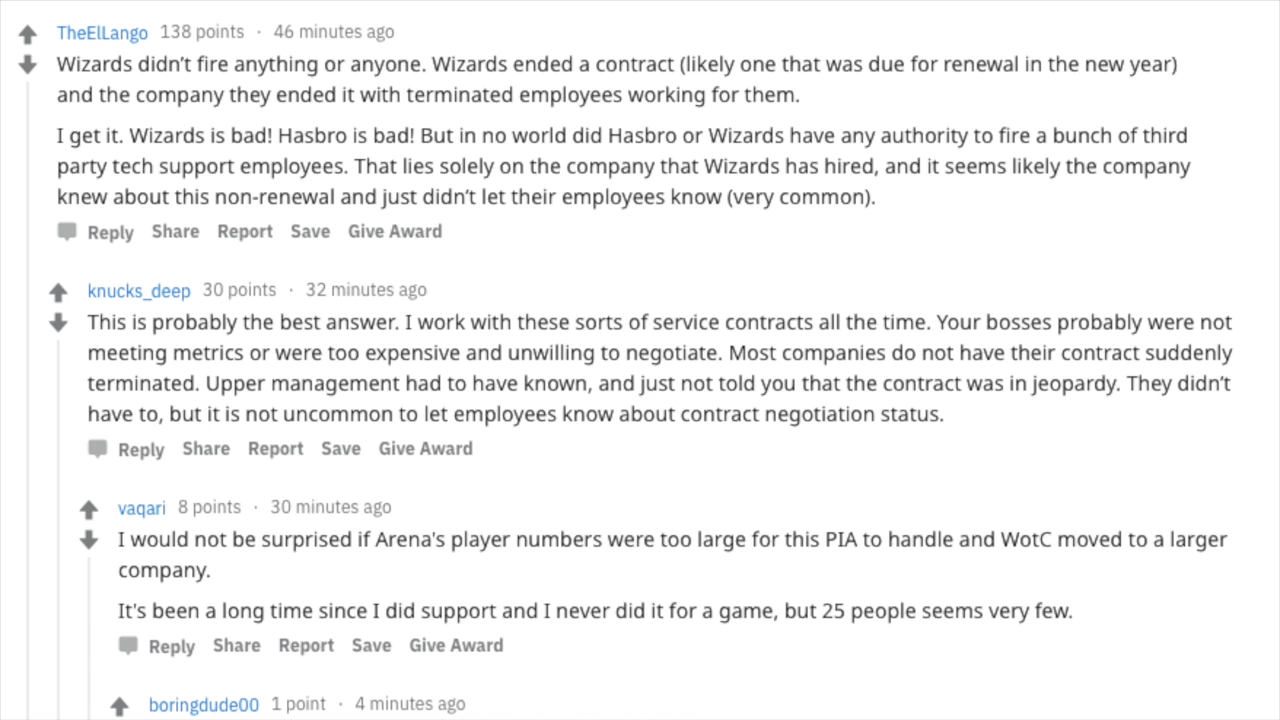 TheElLango 138 points · 46 minutes ago
Wizards didn’t fire anything or anyone. Wizards ended a contract (likely one that was due for renewal in the new year)
and the company they ended it with terminated employees working for them.
I get it. Wizards is bad! Hasbro is bad! But in no world did Hasbro or Wizards have any authority to fire a bunch of third
party tech support employees. That lies solely on the company that Wizards has hired, and it seems likely the company
knew about this non-renewal and just didn’t let their employees know (very common).
Reply Share Report Save Give Award
knucks_deep 30 points · 32 minutes ago
This is probably the best answer. I work with these sorts of service contracts all the time. Your bosses probably were not
meeting metrics or were too expensive and unwilling to negotiate. Most companies do not have their contract suddenly
terminated. Upper management had to have known, and just not told you that the contract was in jeopardy. They didn’t
have to, but it is not uncommon to let employees know about contract negotiation status.
Reply Share Report Save Give Award
vaqari 8 points · 30 minutes ago
I would not be surprised if Arena's player numbers were too large for this PIA to handle and WotC moved to a larger
company.
It's been a long time since I did support and I never did it for a game, but 25 people seems very few.
Reply Share Report Save Give Award
boringdude00 1 point · 4 minutes ago